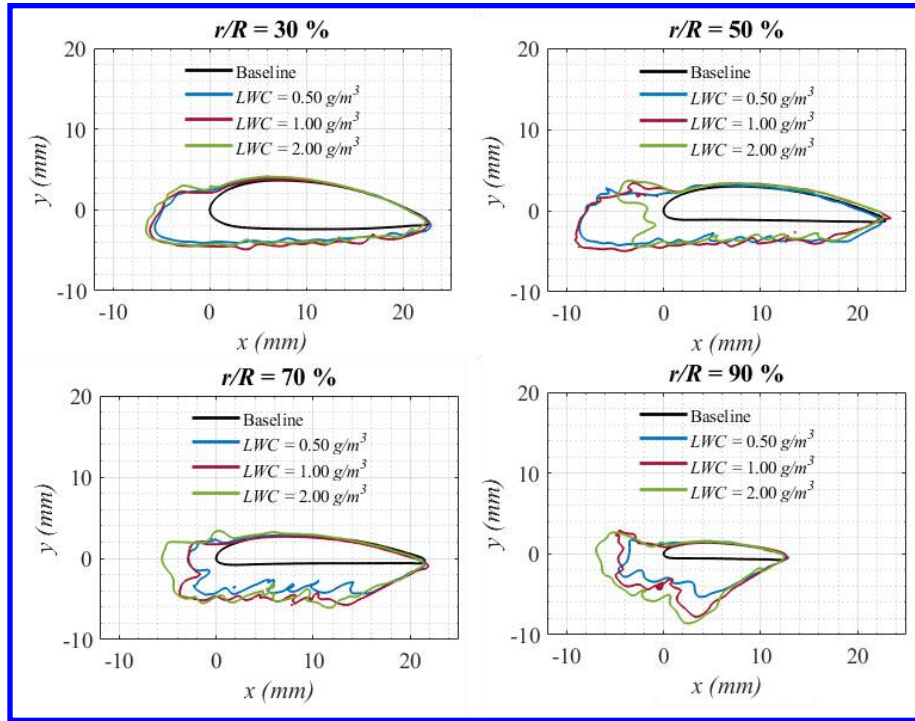 r/R = 30 %
20
10
0
-10
y (mm)
Baseline
LWC = 0.50 g/m³
LWC = 1.00 g/m³
LWC = 2.00 g/m³
-10 0 10 20
x (mm)
r/R = 50 %
20
10
0
-10
y (mm)
Baseline
LWC = 0.50 g/m³
LWC = 1.00 g/m³
LWC = 2.00 g/m³
-10 0 10 20
x (mm)
r/R = 70 %
20
10
0
-10
y (mm)
Baseline
LWC = 0.50 g/m³
LWC = 1.00 g/m³
LWC = 2.00 g/m³
-10 0 10 20
x (mm)
r/R = 90 %
20
10
0
-10
y (mm)
Baseline
LWC = 0.50 g/m³
LWC = 1.00 g/m³
LWC = 2.00 g/m³
-10 0 10 20
x (mm)